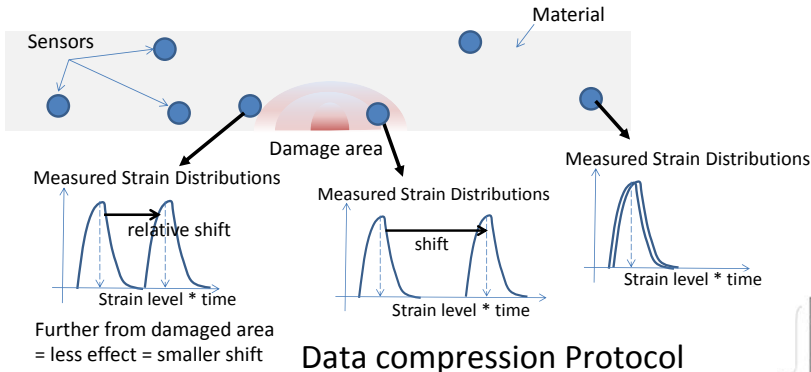 Material
Sensors
Damage area
Measured Strain Distributions
relative shift
Strain level * time
Measured Strain Distributions
shift
Strain level * time
Measured Strain Distributions
Strain level * time
Further from damaged area
= less effect = smaller shift
Data compression Protocol